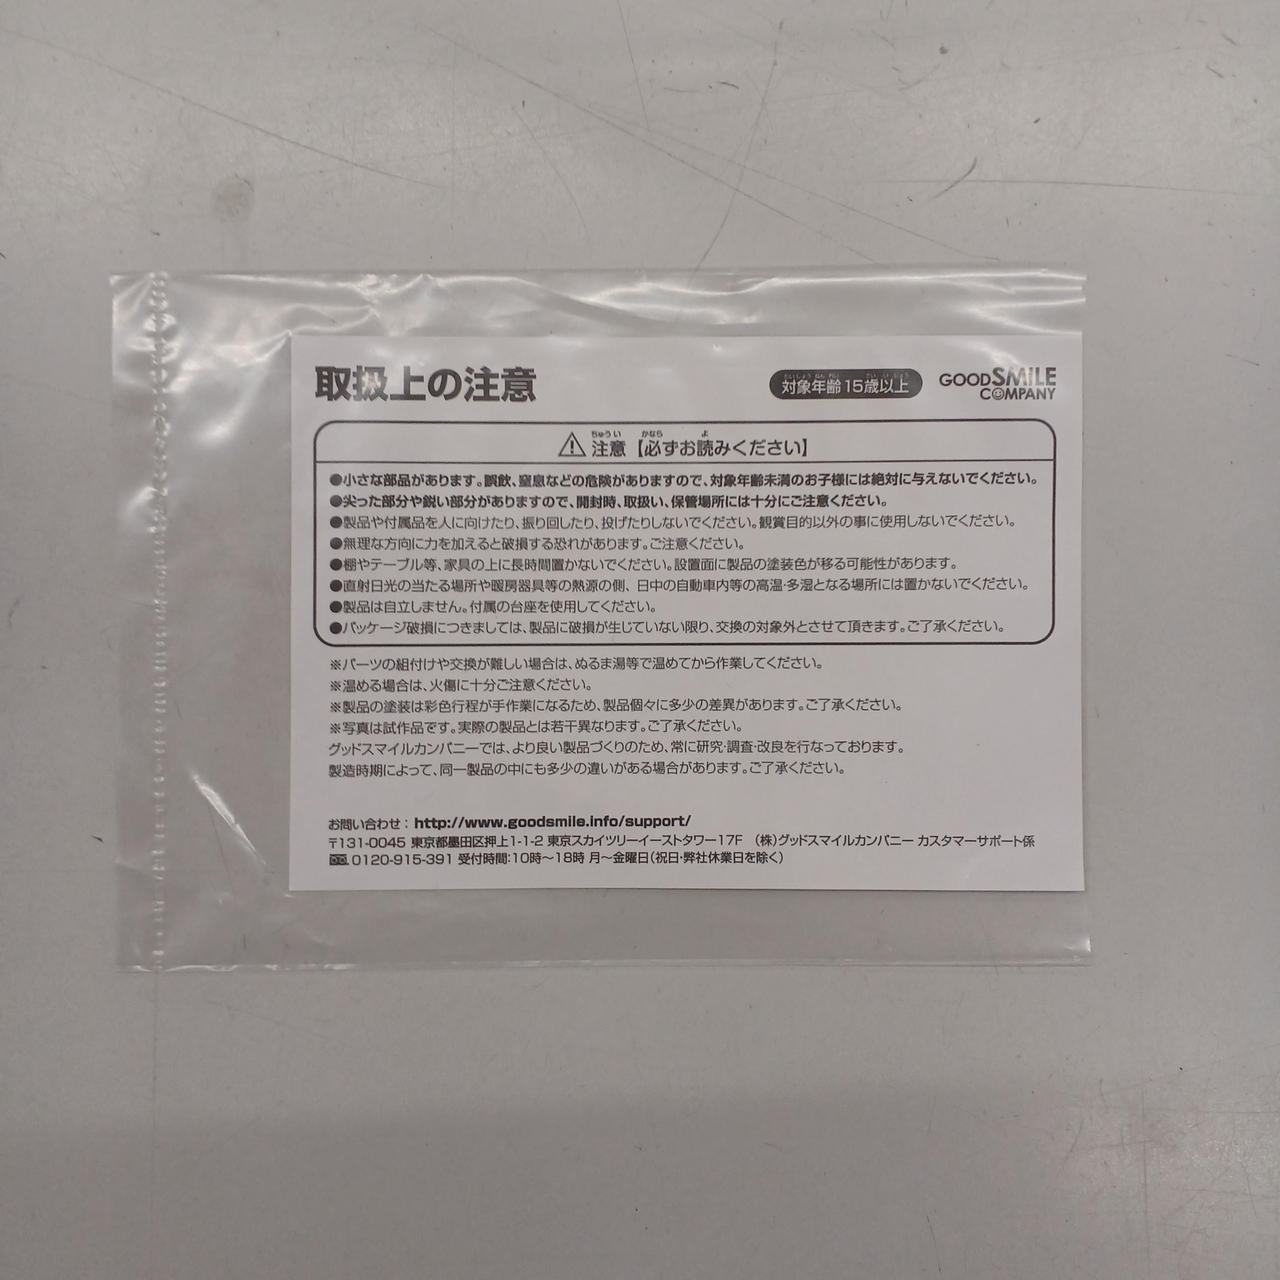 取扱上の注意
対象年齢15歳以上
たいしょう ねん れい さい い じょう
GOODSMILE
COMPANY
ちゅうい かなら よ
注意【必ずお読みください】
●小さな部品があります。誤飲、窒息などの危険がありますので、対象年齢未満のお子様には絶対に与えないでください。
●尖った部分や鋭い部分がありますので、開封時、取扱い、保管場所には十分にご注意ください。
●製品や付属品を人に向けたり、振り回したり、投げたりしないでください。観賞目的以外の事に使用しないでください。
●無理な方向に力を加えると破損する恐れがあります。ご注意ください。
●棚やテーブル等、家具の上に長時間置かないでください。設置面に製品の塗装色が移る可能性があります。
●直射日光の当たる場所や暖房器具等の熱源の側、日中の自動車内等の高温・多湿となる場所には置かないでください。
●製品は自立しません。付属の台座を使用してください。
●パッケージ破損につきましては、製品に破損が生じていない限り、交換の対象外とさせて頂きます。ご了承ください。
※パーツの組付けや交換が難しい場合は、ぬるま湯等で温めてから作業してください。
※温める場合は、火傷に十分ご注意ください。
※製品の塗装は彩色行程が手作業になるため、製品個々に多少の差異があります。ご了承ください。
※写真は試作品です。実際の製品とは若干異なります。ご了承ください。
グッドスマイルカンパニーでは、より良い製品づくりのため、常に研究・調査・改良を行なっております。
製造時期によって、同一製品の中にも多少の違いがある場合があります。ご了承ください。
お問い合わせ：http://www.goodsmile.info/support/
〒131-0045 東京都墨田区押上1-1-2 東京スカイツリーイーストタワー17F (株)グッドスマイルカンパニー カスタマーサポート係
0120-915-391 受付時間:10時～18時 月～金曜日(祝日・弊社休業日を除く)